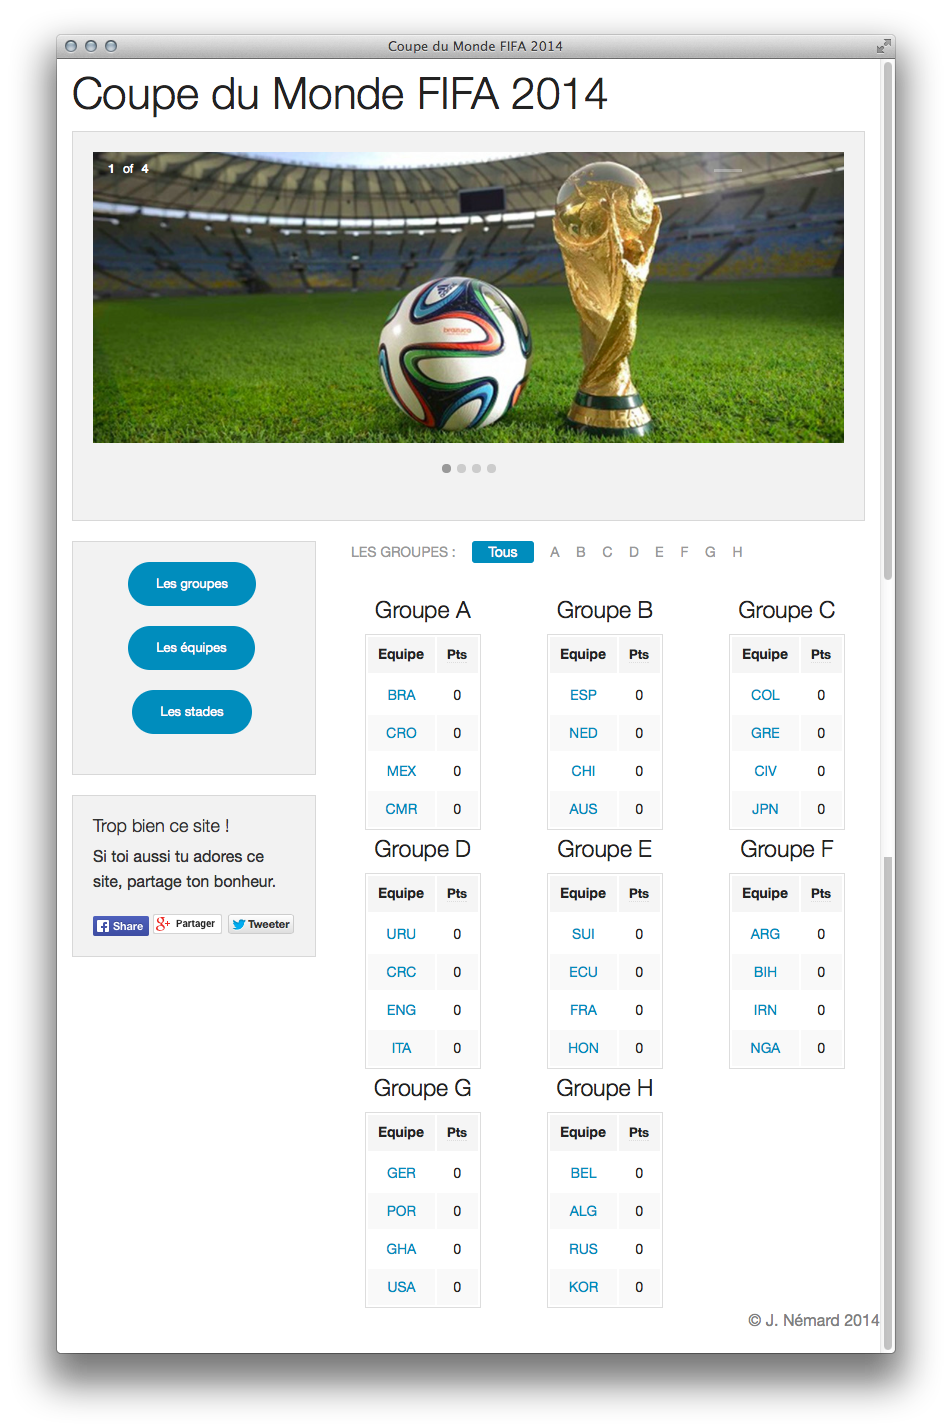 Coupe du Monde FIFA 2014
Coupe du Monde FIFA 2014
1 of 4
brazuca
LES GROUPES : Tous A B C D E F G H
Les groupes
Les équipes
Les stades
Trop bien ce site !
Si toi aussi tu adores ce
site, partage ton bonheur.
Share Partager Tweeter
Groupe A Groupe B Groupe C
Equipe Pts Equipe Pts Equipe Pts
BRA 0 ESP 0 COL 0
CRO 0 NED 0 GRE 0
MEX 0 CHI 0 CIV 0
CMR 0 AUS 0 JPN 0
Groupe D Groupe E Groupe F
Equipe Pts Equipe Pts Equipe Pts
URU 0 SUI 0 ARG 0
CRC 0 ECU 0 BIH 0
ENG 0 FRA 0 IRN 0
ITA 0 HON 0 NGA 0
Groupe G Groupe H
Equipe Pts Equipe Pts
GER 0 BEL 0
POR 0 ALG 0
GHA 0 RUS 0
USA 0 KOR 0
© J. Némard 2014